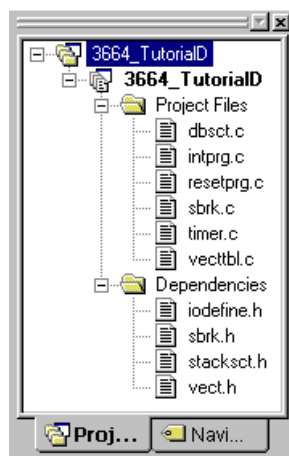 3664_TutorialD
3664_TutorialD
Project Files
dbsct.c
intprg.c
resetprg.c
sbrk.c
timer.c
vecttbl.c
Dependencies
iodefine.h
sbrk.h
stacksct.h
vect.h
Proj... Navi...